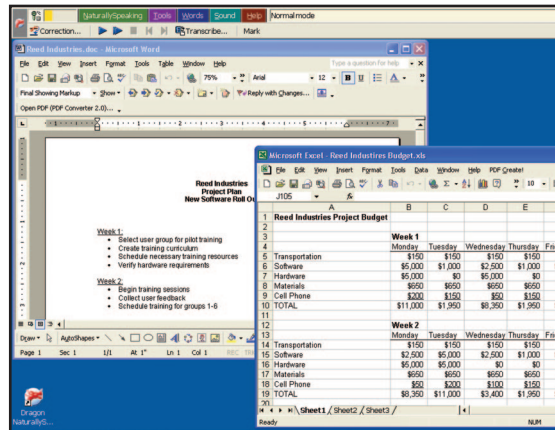 NaturallySpeaking Tools Words Sound Help Normal mode
Correction... Transcribe... Mark
Reed Industries.doc - Microsoft Word
File Edit View Insert Format Tools Table Window Help Type a question for help
75% Arial 12 B U
Final Showing Markup Show Reply with Changes...
Open PDF (PDF Converter 2.0)...
Reed Industries
Project Plan
New Software Roll Ou
Week 1:
Select user group for pilot training
Create training curriculum
Schedule necessary training resources
Verify hardware requirements
Week 2:
Begin training sessions
Collect user feedback
Schedule training for groups 1-6
Draw AutoShapes
Page 1 Sec 1 1/1 At 1" Ln 1 Col 1 REC
Dragon
NaturallyS...
Microsoft Excel - Reed Industires Budget.xls
File Edit View Insert Format Tools Data Window Help PDF Create!
10
J105 fx
A B C D E
1 Reed Industries Project Budget
2
3 Week 1
4 Monday Tuesday Wednesday Thursday Frid
5 Transportation $150 $150 $150 $150
6 Software $5,000 $1,000 $2,500 $1,000
7 Hardware $5,000 $0 $5,000 $0
8 Materials $650 $650 $650 $650
9 Cell Phone $200 $150 $50 $150
10 TOTAL $11,000 $1,950 $8,350 $1,950
11
12 Week 2
13 Monday Tuesday Wednesday Thursday Frid
14 Transportation $150 $150 $150 $150
15 Software $2,500 $5,000 $2,500 $1,000
16 Hardware $5,000 $5,000 $0 $0
17 Materials $650 $650 $650 $650
18 Cell Phone $50 $200 $100 $150
19 TOTAL $8,350 $11,000 $3,400 $1,950
20
Sheet1 Sheet2 Sheet3
Ready NUM